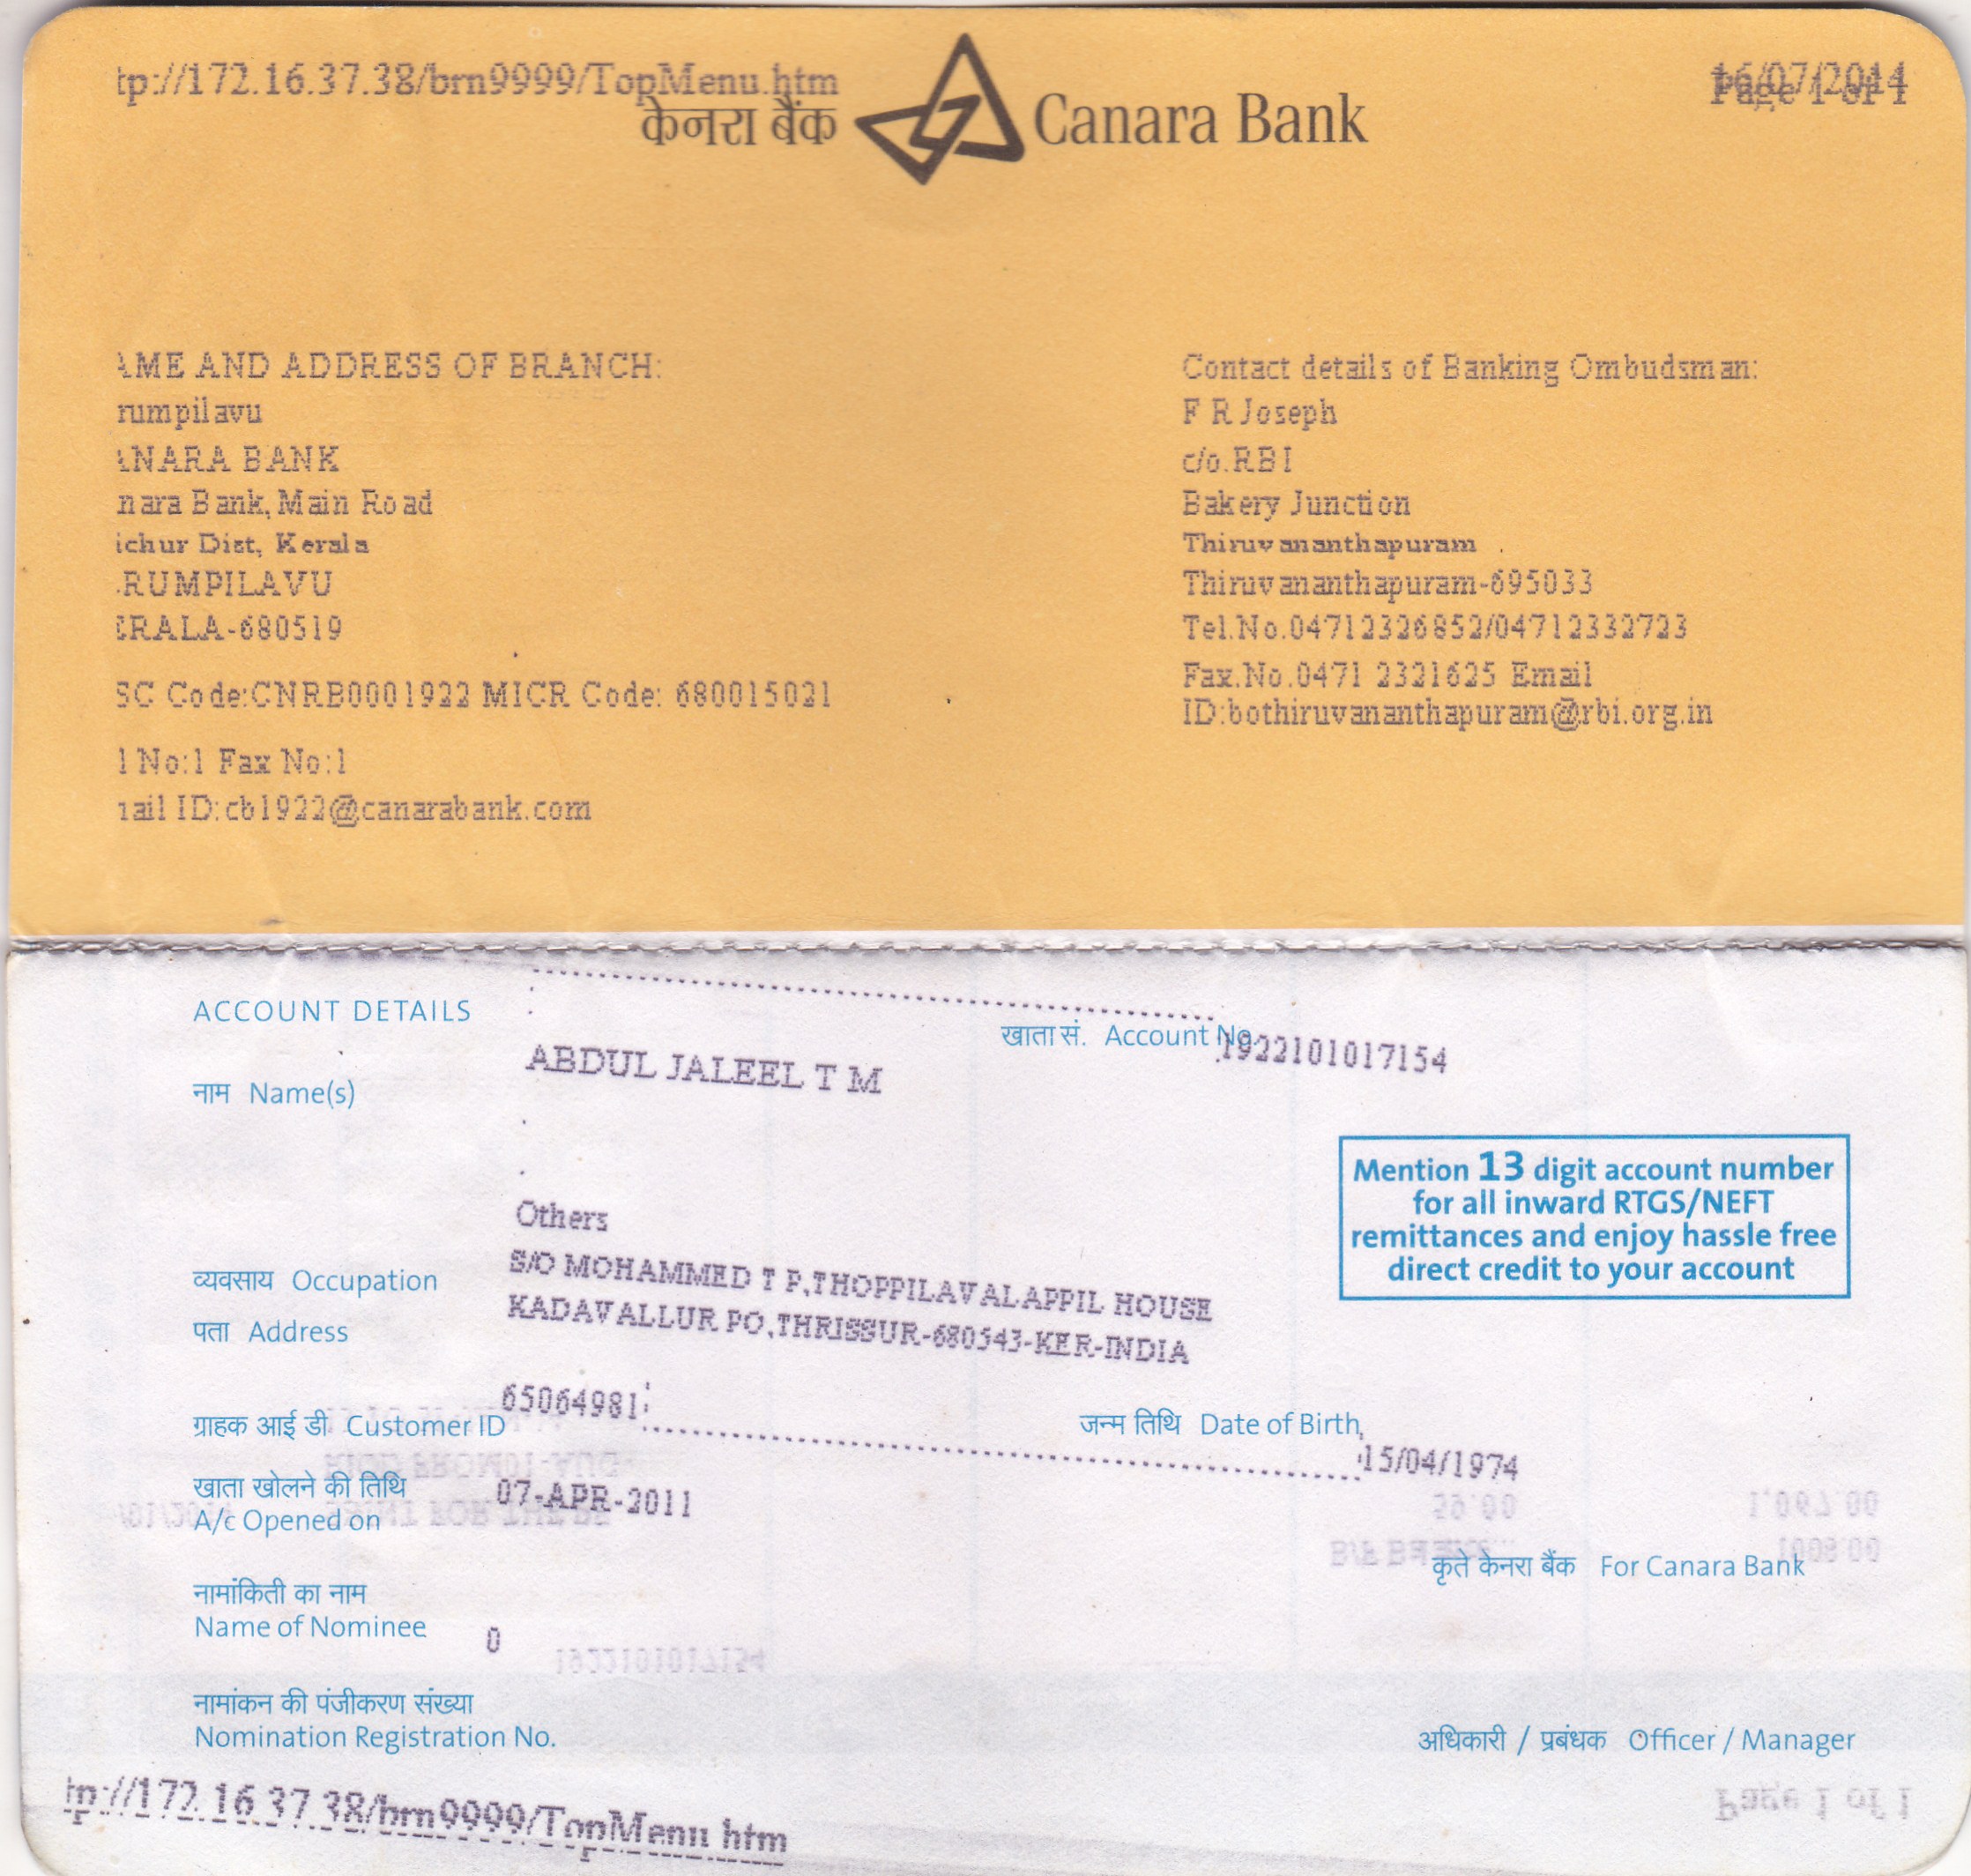 tp://172.16.37.38/brn9999/TopMenu.htm
केनरा बैंक Canara Bank
16/07/2014
Page 1 of 1
AME AND ADDRESS OF BRANCH:
rumpilavu
ANARA BANK
nara Bank, Main Road
ichur Dist, Kerala
RUMPILAVU
ERALA-680519
SC Code:CNRB0001922 MICR Code: 680015021
l No:1 Fax No:1
ail ID:cb1922@canarabank.com
Contact details of Banking Ombudsman:
F R Joseph
c/o.RBI
Bakery Junction
Thiruvananthapuram
Thiruvananthapuram-695033
Tel.No.04712326852/04712332723
Fax.No.0471 2321625 Email
ID:bothiruvananthapuram@rbi.org.in
ACCOUNT DETAILS
खाता सं. Account No. 1922101017154
नाम Name(s) ABDUL JALEEL T M
Mention 13 digit account number
for all inward RTGS/NEFT
remittances and enjoy hassle free
direct credit to your account
व्यवसाय Occupation Others
पता Address S/O MOHAMMED T P,THOPPILAVALAPPIL HOUSE
KADAVALLUR PO,THRISSUR-680543-KER-INDIA
ग्राहक आई डी Customer ID 65064981
जन्म तिथि Date of Birth 15/04/1974
खाता खोलने की तिथि
A/c Opened on 07-APR-2011
कृते केनरा बैंक For Canara Bank
नामांकिती का नाम
Name of Nominee 0
नामांकन की पंजीकरण संख्या
Nomination Registration No.
अधिकारी / प्रबंधक Officer / Manager
tp://172.16.37.38/brn9999/TopMenu.htm